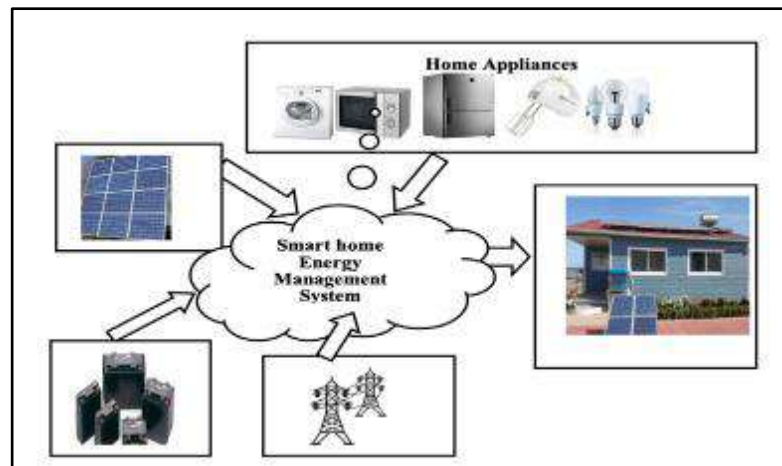 Home Appliances
Smart home
Energy
Management
System